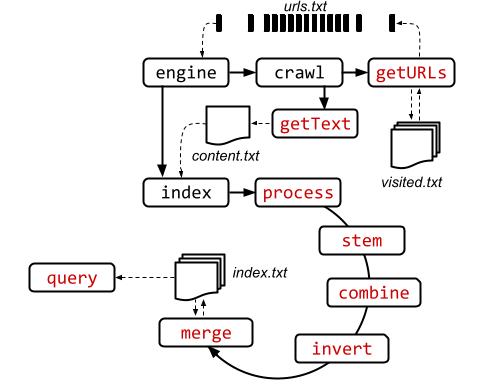 urls.txt
engine
crawl
getURLs
getText
content.txt
visited.txt
index
process
stem
query
index.txt
combine
merge
invert